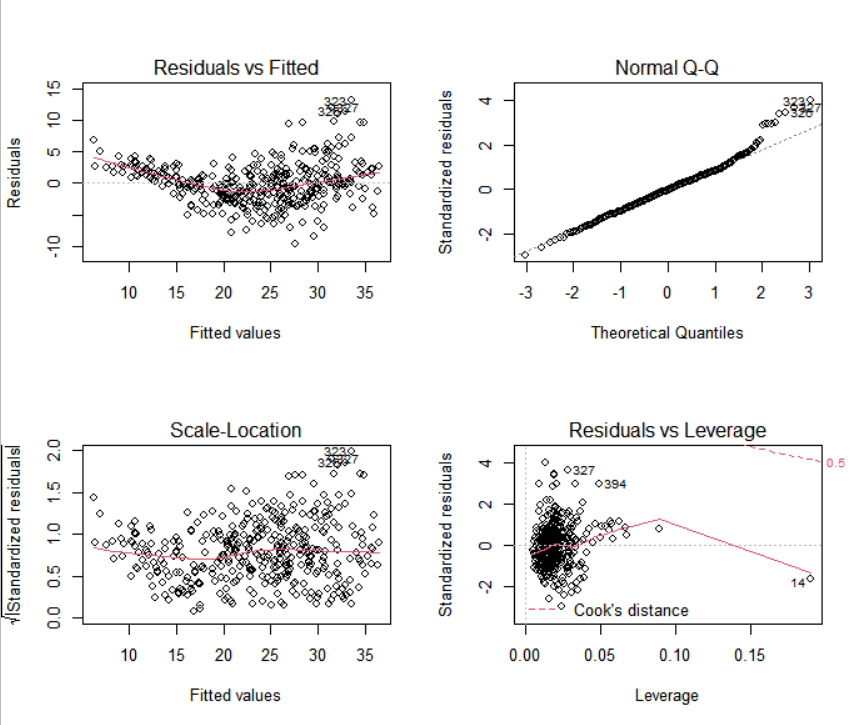 Residuals vs Fitted
Residuals
15
10
5
0
-10
323
327
10 15 20 25 30 35
Fitted values
Normal Q-Q
Standardized residuals
4
2
0
-2
323
327
326
-3 -2 -1 0 1 2 3
Theoretical Quantiles
Scale-Location
√|Standardized residuals|
2.0
1.5
1.0
0.5
0.0
323
327
10 15 20 25 30 35
Fitted values
Residuals vs Leverage
Standardized residuals
4
2
0
-2
327
394
14
0.5
Cook's distance
0.00 0.05 0.10 0.15
Leverage